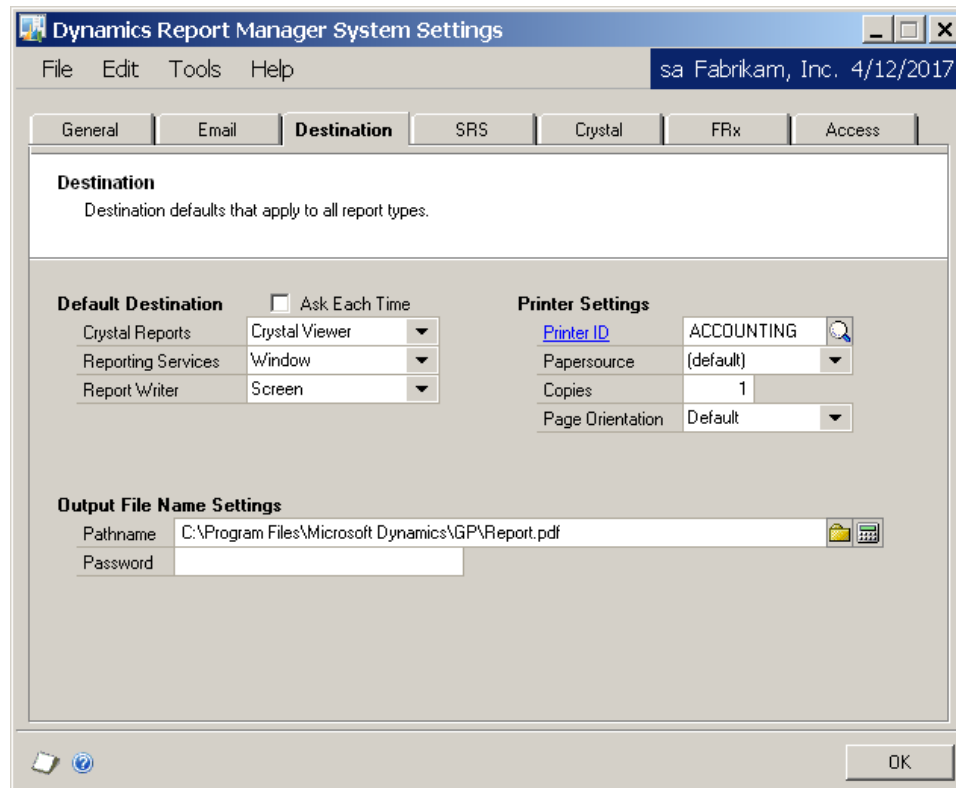 Dynamics Report Manager System Settings
File Edit Tools Help sa Fabrikam, Inc. 4/12/2017
General Email Destination SRS Crystal FRx Access
Destination
Destination defaults that apply to all report types.
Default Destination Ask Each Time Printer Settings
Crystal Reports Crystal Viewer Printer ID ACCOUNTING
Reporting Services Window Papersource (default)
Report Writer Screen Copies 1
Page Orientation Default
Output File Name Settings
Pathname C:\Program Files\Microsoft Dynamics\GP\Report.pdf
Password
OK